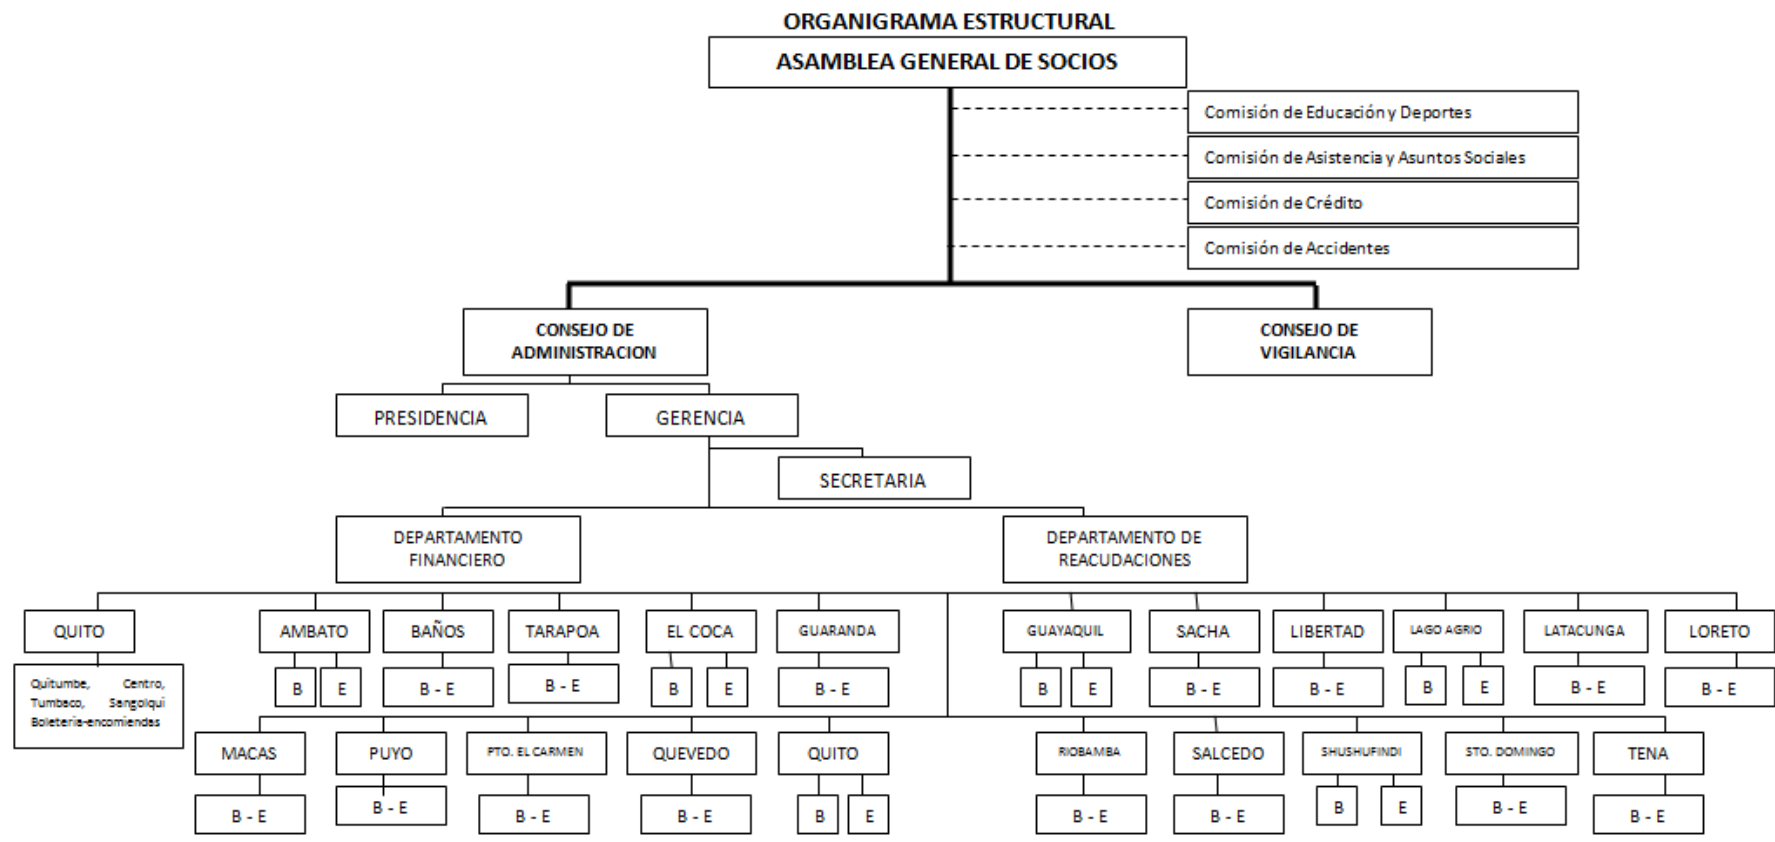 ORGANIGRAMA ESTRUCTURAL
ASAMBLEA GENERAL DE SOCIOS
Comisión de Educación y Deportes
Comisión de Asistencia y Asuntos Sociales
Comisión de Crédito
Comisión de Accidentes
CONSEJO DE
ADMINISTRACION
CONSEJO DE
VIGILANCIA
PRESIDENCIA
GERENCIA
SECRETARIA
DEPARTAMENTO
FINANCIERO
DEPARTAMENTO DE
REACUDACIONES
QUITO
AMBATO
BAÑOS
TARAPOA
EL COCA
GUARANDA
GUAYAQUIL
SACHA
LIBERTAD
LAGO AGRIO
LATACUNGA
LORETO
Quitumbe, Centro,
Tumbaco, Sangolqui
Boleteria-encomiendas
B
E
B - E
B - E
B
E
B - E
B
E
B - E
B - E
B
E
B - E
B - E
MACAS
PUYO
PTO. EL CARMEN
QUEVEDO
QUITO
RIOBAMBA
SALCEDO
SHUSHUFINDI
STO. DOMINGO
TENA
B - E
B - E
B - E
B - E
B
E
B - E
B - E
B
E
B - E
B - E